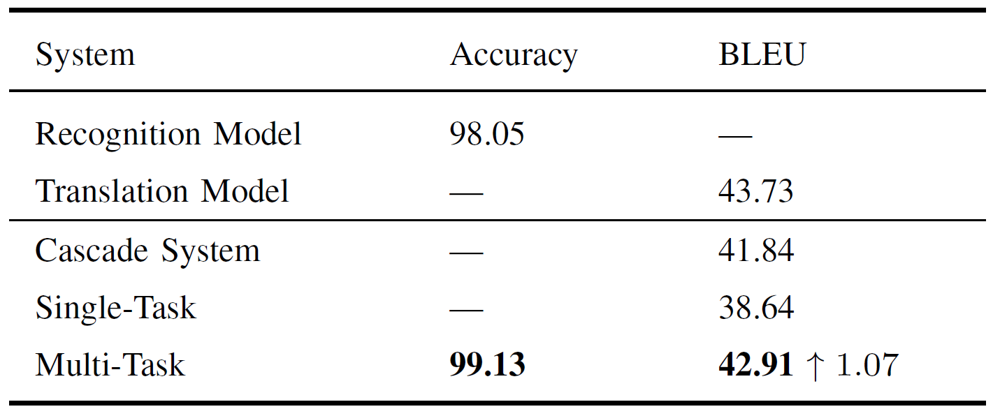 System Accuracy BLEU
Recognition Model 98.05 —
Translation Model — 43.73
Cascade System — 41.84
Single-Task — 38.64
Multi-Task 99.13 42.91 ↑ 1.07